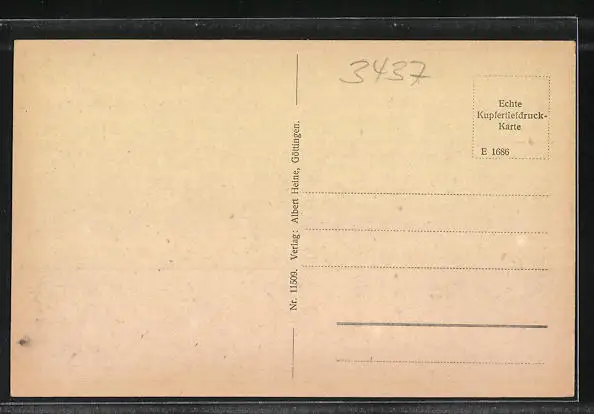 3437
Echte
Kupfertiefdruck-
Karte
E 1686
Nr. 11509. Verlag: Albert Heine, Göttingen.